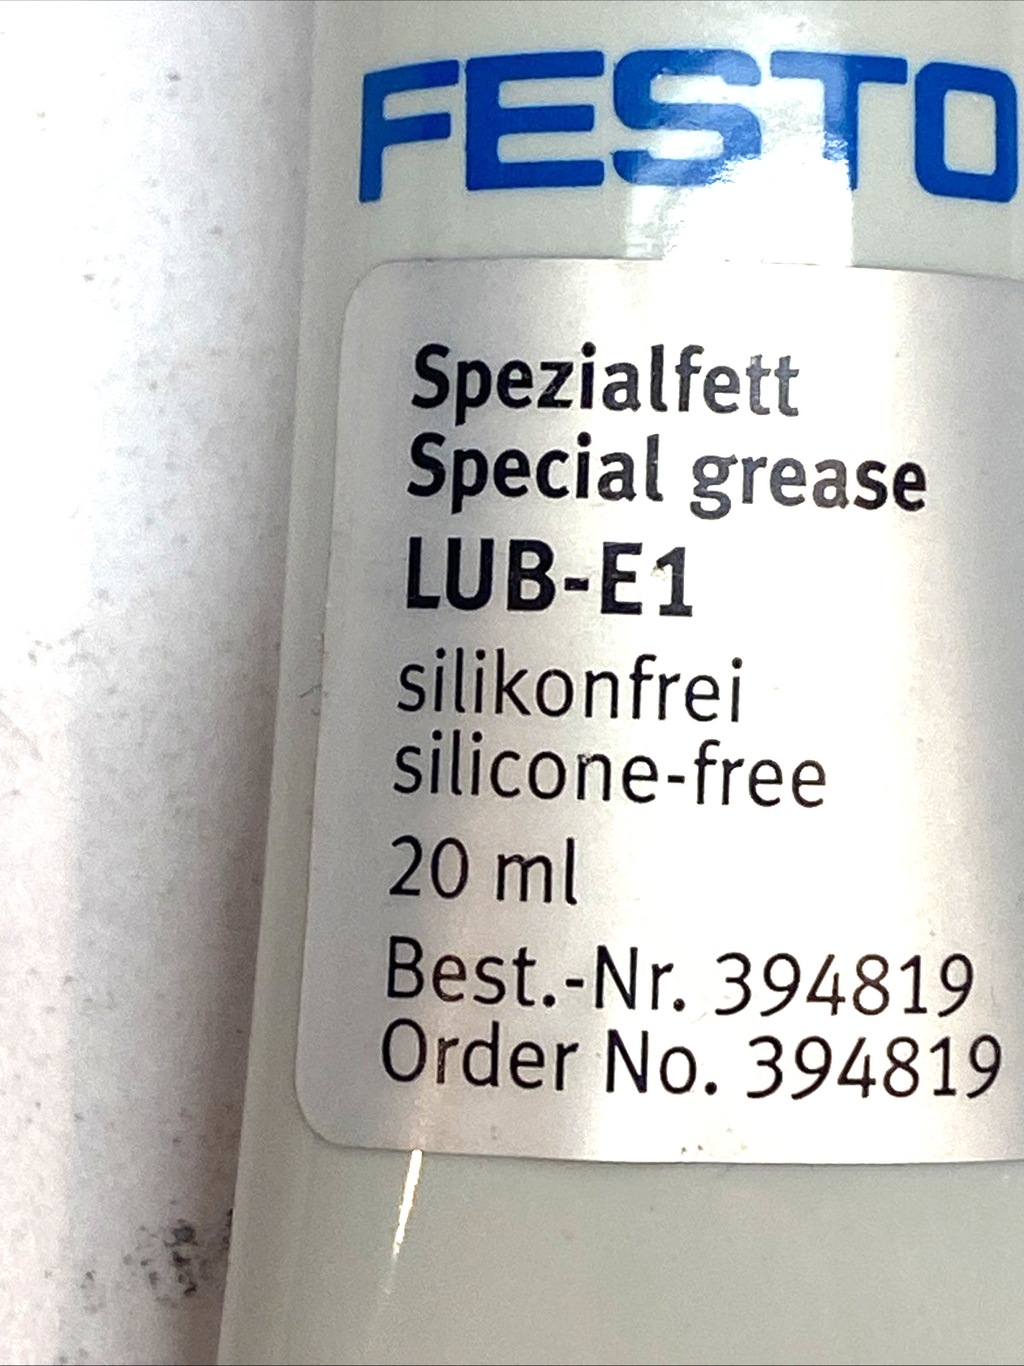 FESTO
Spezialfett
Special grease
LUB-E1
silikonfrei
silicone-free
20 ml
Best.-Nr. 394819
Order No. 394819